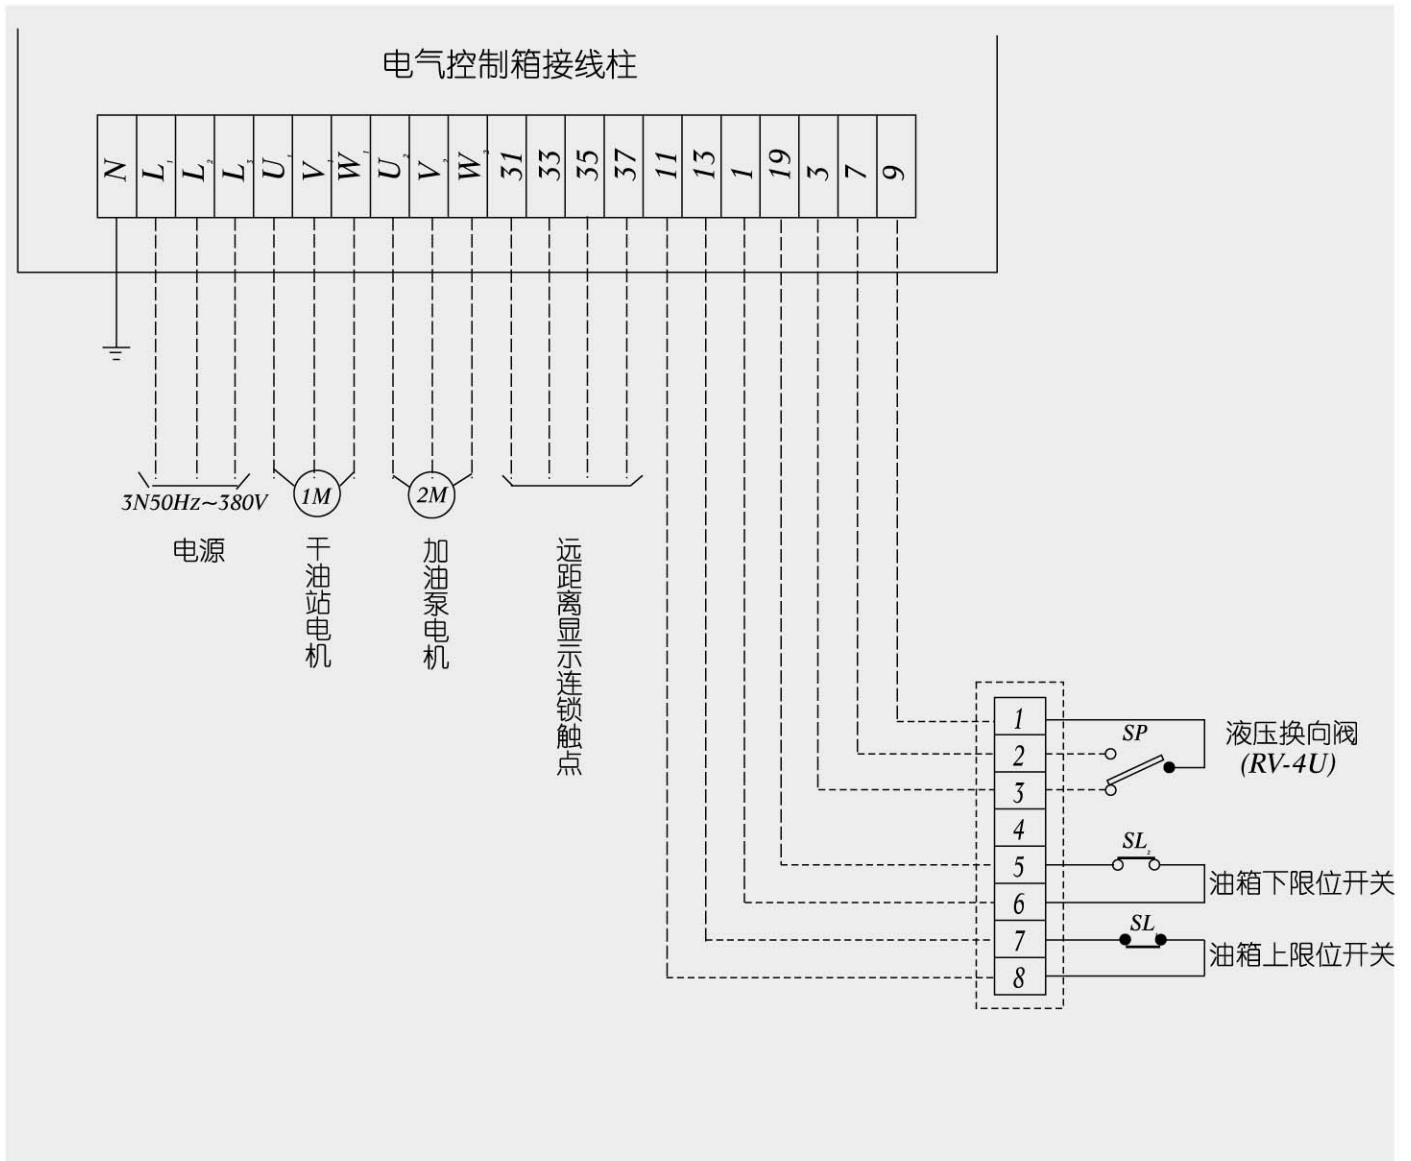 电气控制箱接线柱
N L₁ L₂ L₃ U₁ V₁ W₁ U₂ V₂ W₂ 31 33 35 37 11 13 1 19 3 7 9
3N50Hz~380V
电源
1M
干油站电机
2M
加油泵电机
远距离显示连锁触点
1
2
3
4
5
6
7
8
SP
液压换向阀
(RV-4U)
SL₂
油箱下限位开关
SL₁
油箱上限位开关